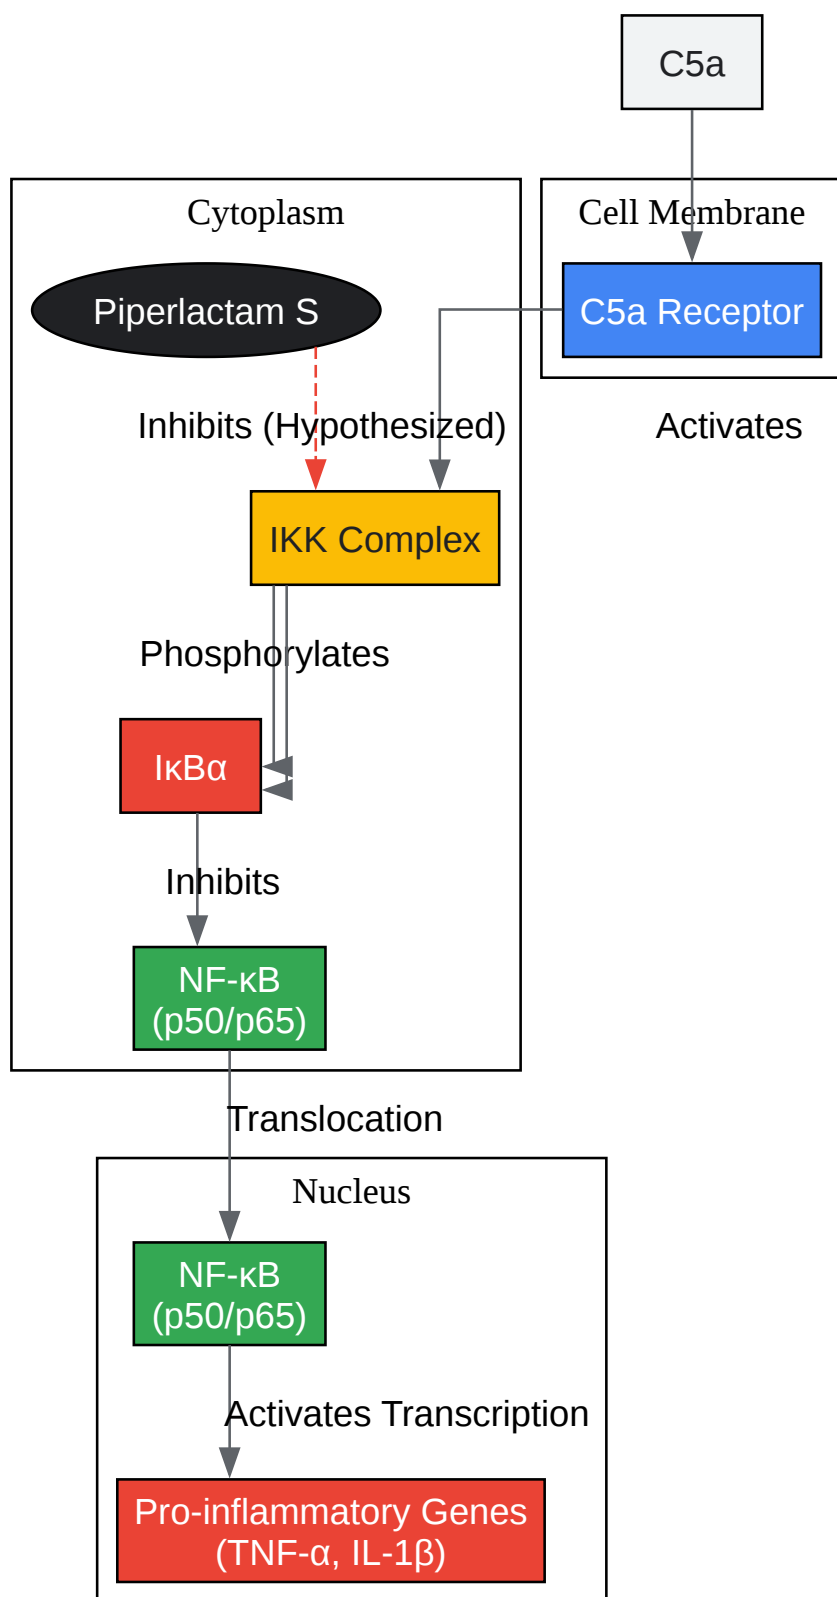 C5a
Cytoplasm
Cell Membrane
Piperlactam S
C5a Receptor
Inhibits (Hypothesized)
Activates
IKK Complex
Phosphorylates
IκBα
Inhibits
NF-κB
(p50/p65)
Translocation
Nucleus
NF-κB
(p50/p65)
Activates Transcription
Pro-inflammatory Genes
(TNF-α, IL-1β)